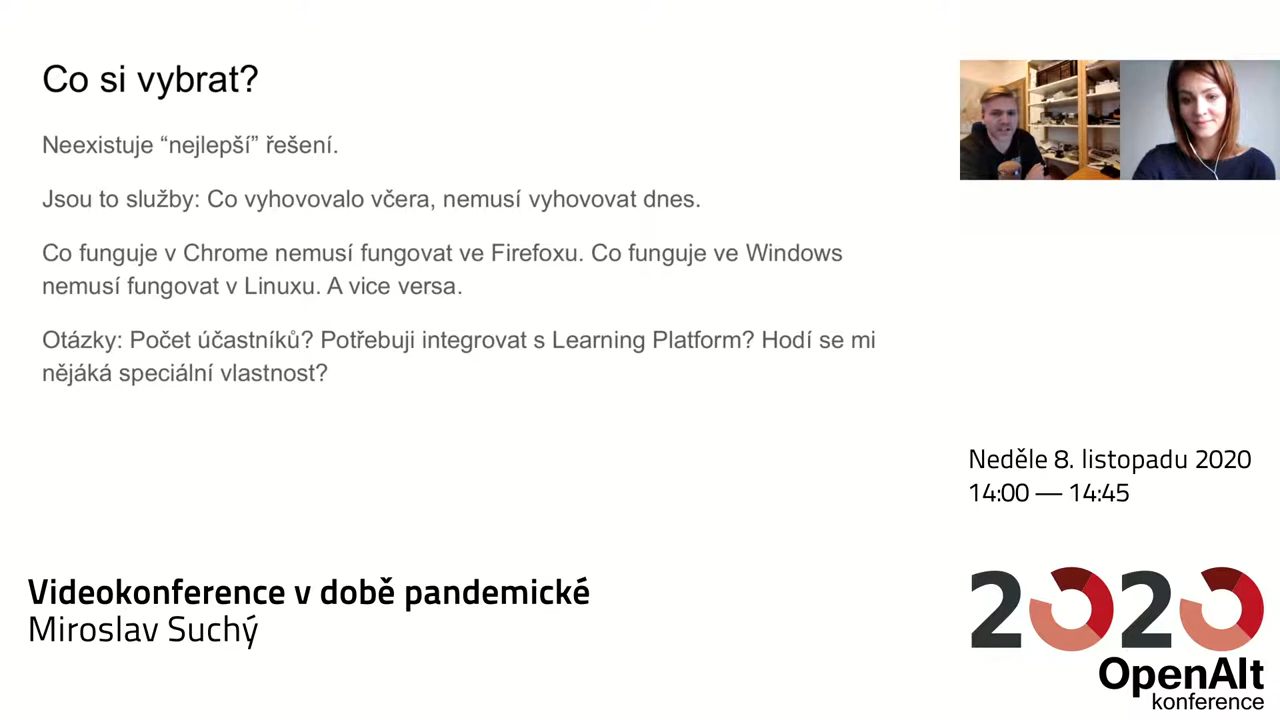 Co si vybrat?
Neexistuje “nejlepší” řešení.
Jsou to služby: Co vyhovovalo včera, nemusí vyhovovat dnes.
Co funguje v Chrome nemusí fungovat ve Firefoxu. Co funguje ve Windows
nemusí fungovat v Linuxu. A vice versa.
Otázky: Počet účastníků? Potřebuji integrovat s Learning Platform? Hodí se mi
nějáká speciální vlastnost?
Neděle 8. listopadu 2020
14:00 — 14:45
Videokonference v době pandemické
Miroslav Suchý
2020
OpenAlt
konference